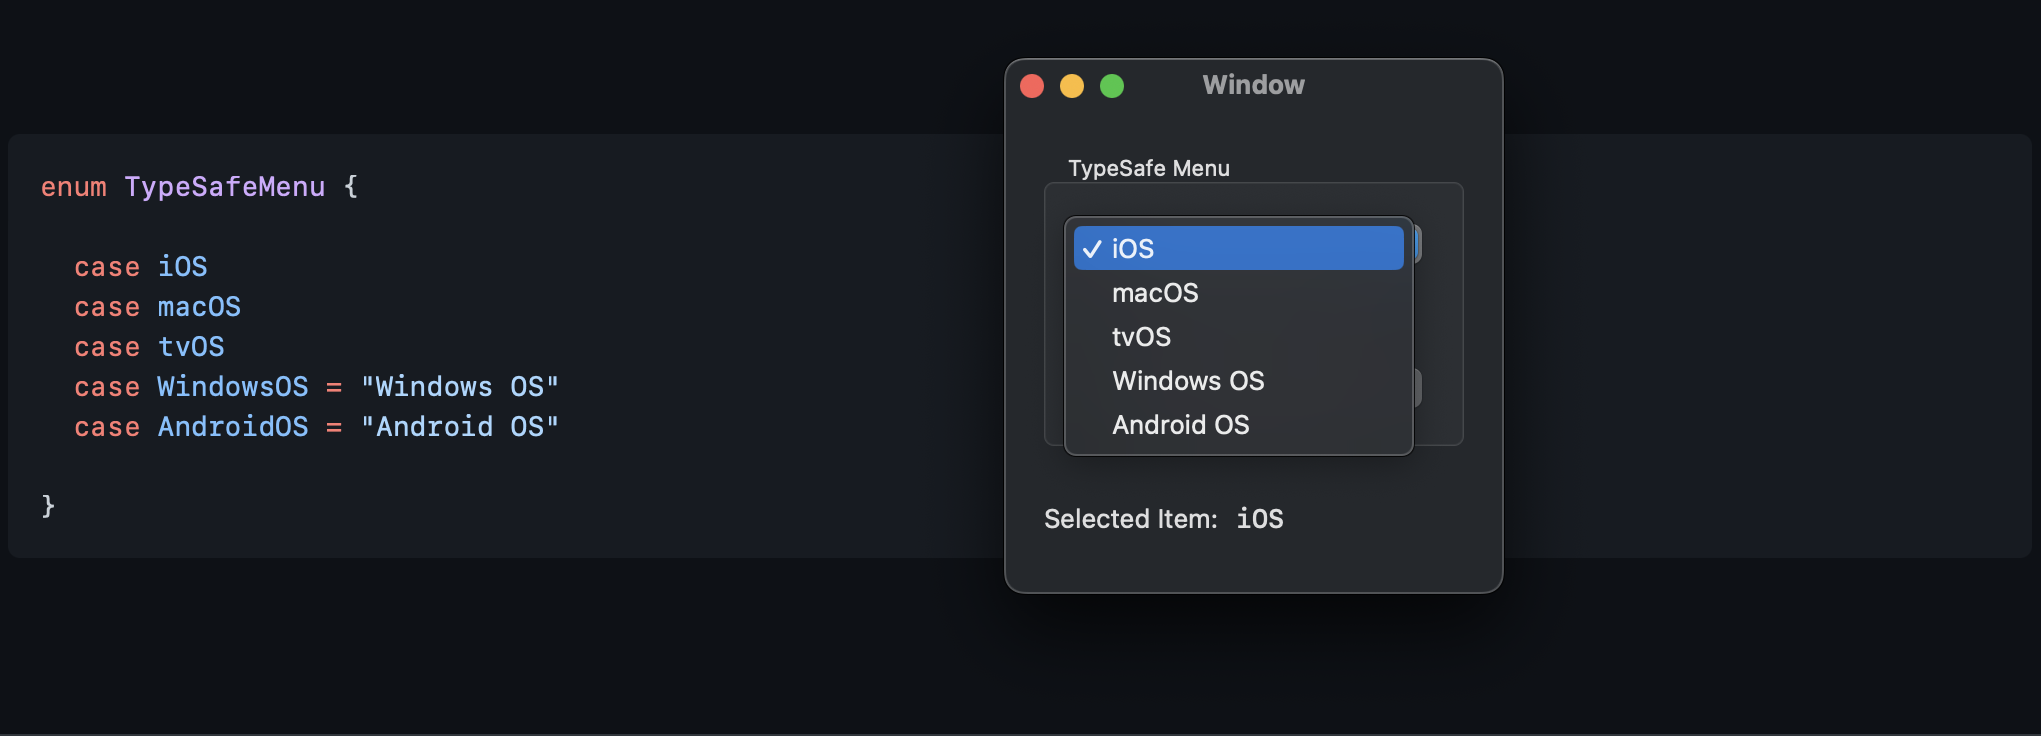 enum TypeSafeMenu {
case iOS
case macOS
case tvOS
case WindowsOS = "Windows OS"
case AndroidOS = "Android OS"
}
Window
TypeSafe Menu
✓ iOS
macOS
tvOS
Windows OS
Android OS
Selected Item: iOS